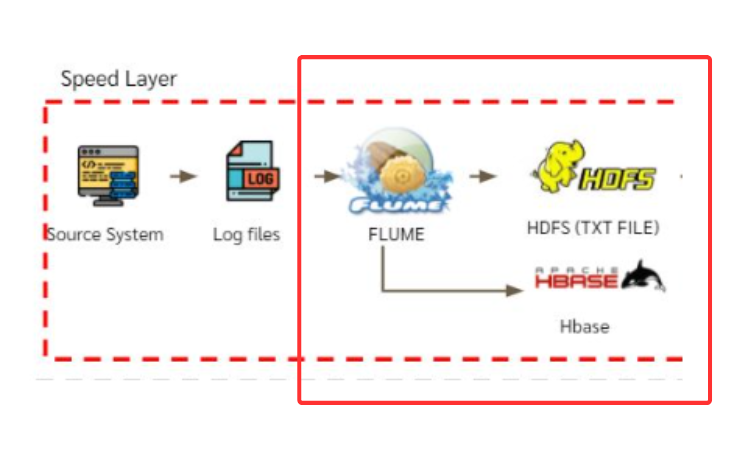 Speed Layer
LOG
FLUME
HDFS
Source System
Log files
FLUME
HDFS (TXT FILE)
APACHE
HBASE
Hbase